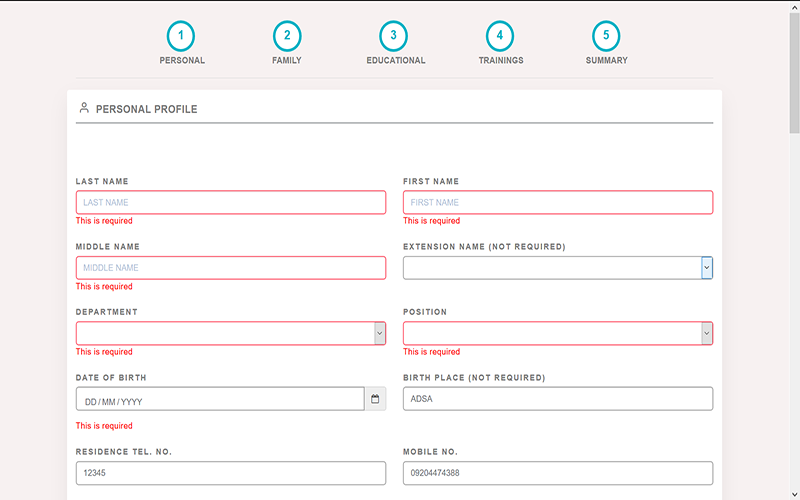 1 2 3 4 5
PERSONAL FAMILY EDUCATIONAL TRAININGS SUMMARY
PERSONAL PROFILE
LAST NAME FIRST NAME
LAST NAME FIRST NAME
This is required This is required
MIDDLE NAME EXTENSION NAME (NOT REQUIRED)
MIDDLE NAME
This is required
DEPARTMENT POSITION
This is required This is required
DATE OF BIRTH BIRTH PLACE (NOT REQUIRED)
DD / MM / YYYY ADSA
This is required
RESIDENCE TEL. NO. MOBILE NO.
12345 09204474388